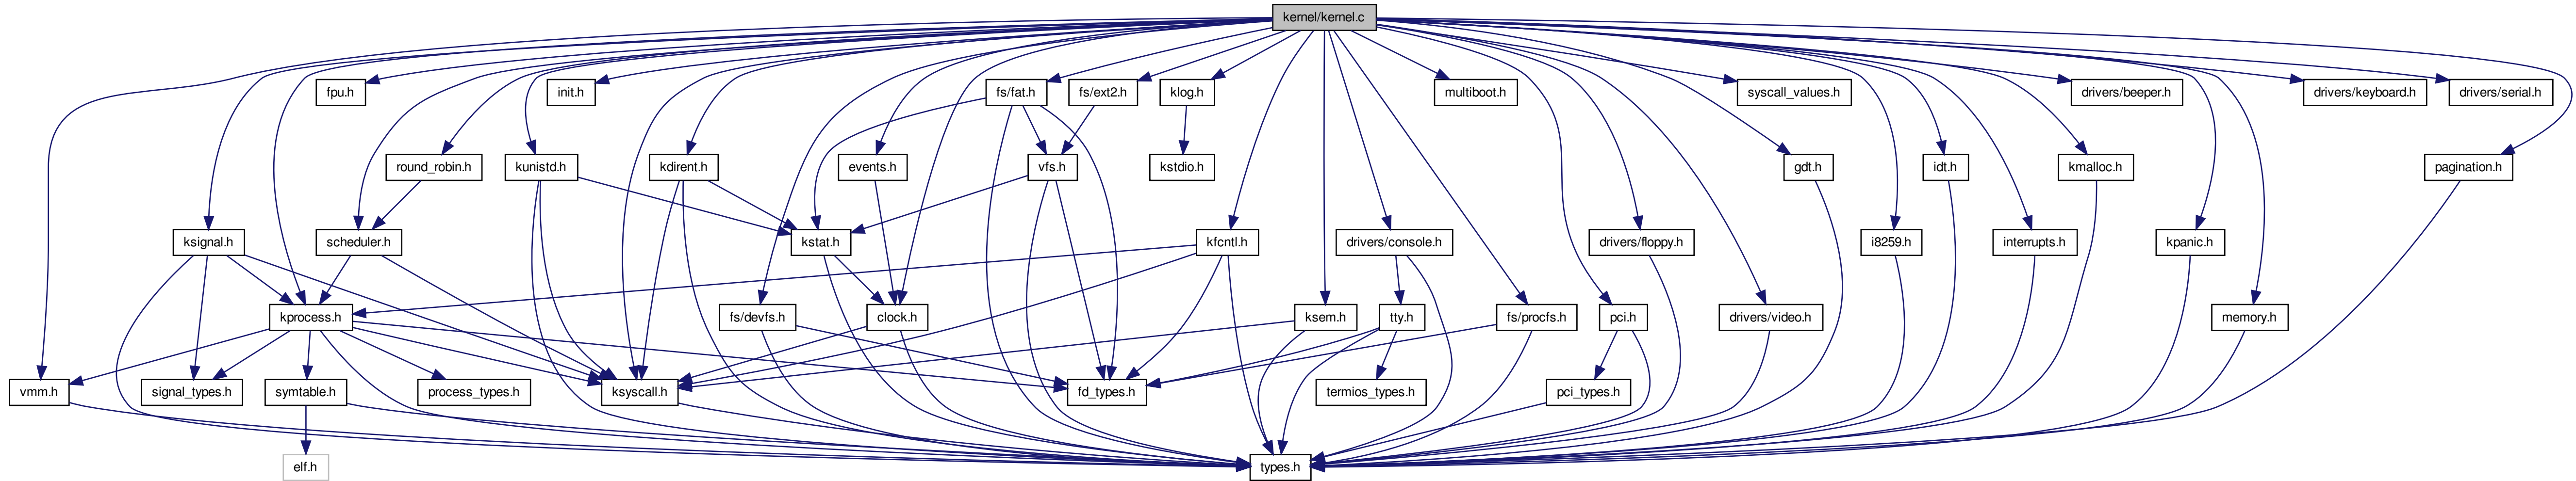 kernel/kernel.c
fpu.h
init.h
fs/fat.h
fs/ext2.h
klog.h
multiboot.h
syscall_values.h
drivers/beeper.h
drivers/keyboard.h
drivers/serial.h
round_robin.h
kunistd.h
kdirent.h
events.h
vfs.h
kstdio.h
gdt.h
idt.h
kmalloc.h
pagination.h
ksignal.h
scheduler.h
kstat.h
kfcntl.h
drivers/console.h
drivers/floppy.h
i8259.h
interrupts.h
kpanic.h
kprocess.h
fs/devfs.h
clock.h
ksem.h
tty.h
fs/procfs.h
pci.h
drivers/video.h
memory.h
vmm.h
signal_types.h
symtable.h
process_types.h
ksyscall.h
fd_types.h
termios_types.h
pci_types.h
elf.h
types.h